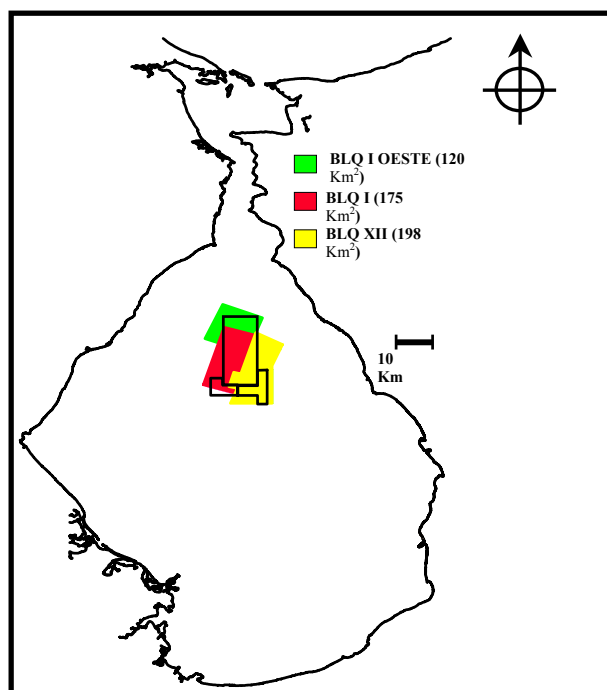 BLQ I OESTE (120
Km²)
BLQ I (175
Km²)
BLQ XII (198
Km²)
10
Km